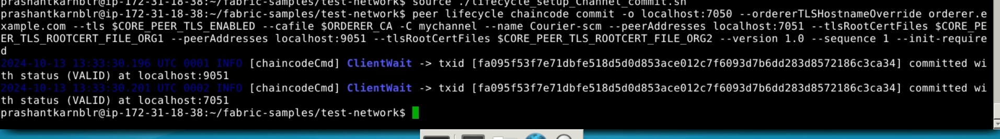 prashantkarnblr@ip-172-31-18-38:~/fabric-samples/test-network$ source ./lifecycle_setup_Channel_commit.sh
prashantkarnblr@ip-172-31-18-38:~/fabric-samples/test-network$ peer lifecycle chaincode commit -o localhost:7050 --ordererTLSHostnameOverride orderer.e
xample.com --tls $CORE_PEER_TLS_ENABLED --cafile $ORDERER_CA -C mychannel --name Courier-scm --peerAddresses localhost:7051 --tlsRootCertFiles $CORE_PE
ER_TLS_ROOTCERT_FILE_ORG1 --peerAddresses localhost:9051 --tlsRootCertFiles $CORE_PEER_TLS_ROOTCERT_FILE_ORG2 --version 1.0 --sequence 1 --init-require
d
2024-10-13 13:33:30.196 UTC 0001 INFO [chaincodeCmd] ClientWait -> txid [fa095f53f7e71dbfe518d5d0d853ace012c7f6093d7b6dd283d8572186c3ca34] committed wi
th status (VALID) at localhost:9051
2024-10-13 13:33:30.201 UTC 0002 INFO [chaincodeCmd] ClientWait -> txid [fa095f53f7e71dbfe518d5d0d853ace012c7f6093d7b6dd283d8572186c3ca34] committed wi
th status (VALID) at localhost:7051
prashantkarnblr@ip-172-31-18-38:~/fabric-samples/test-network$